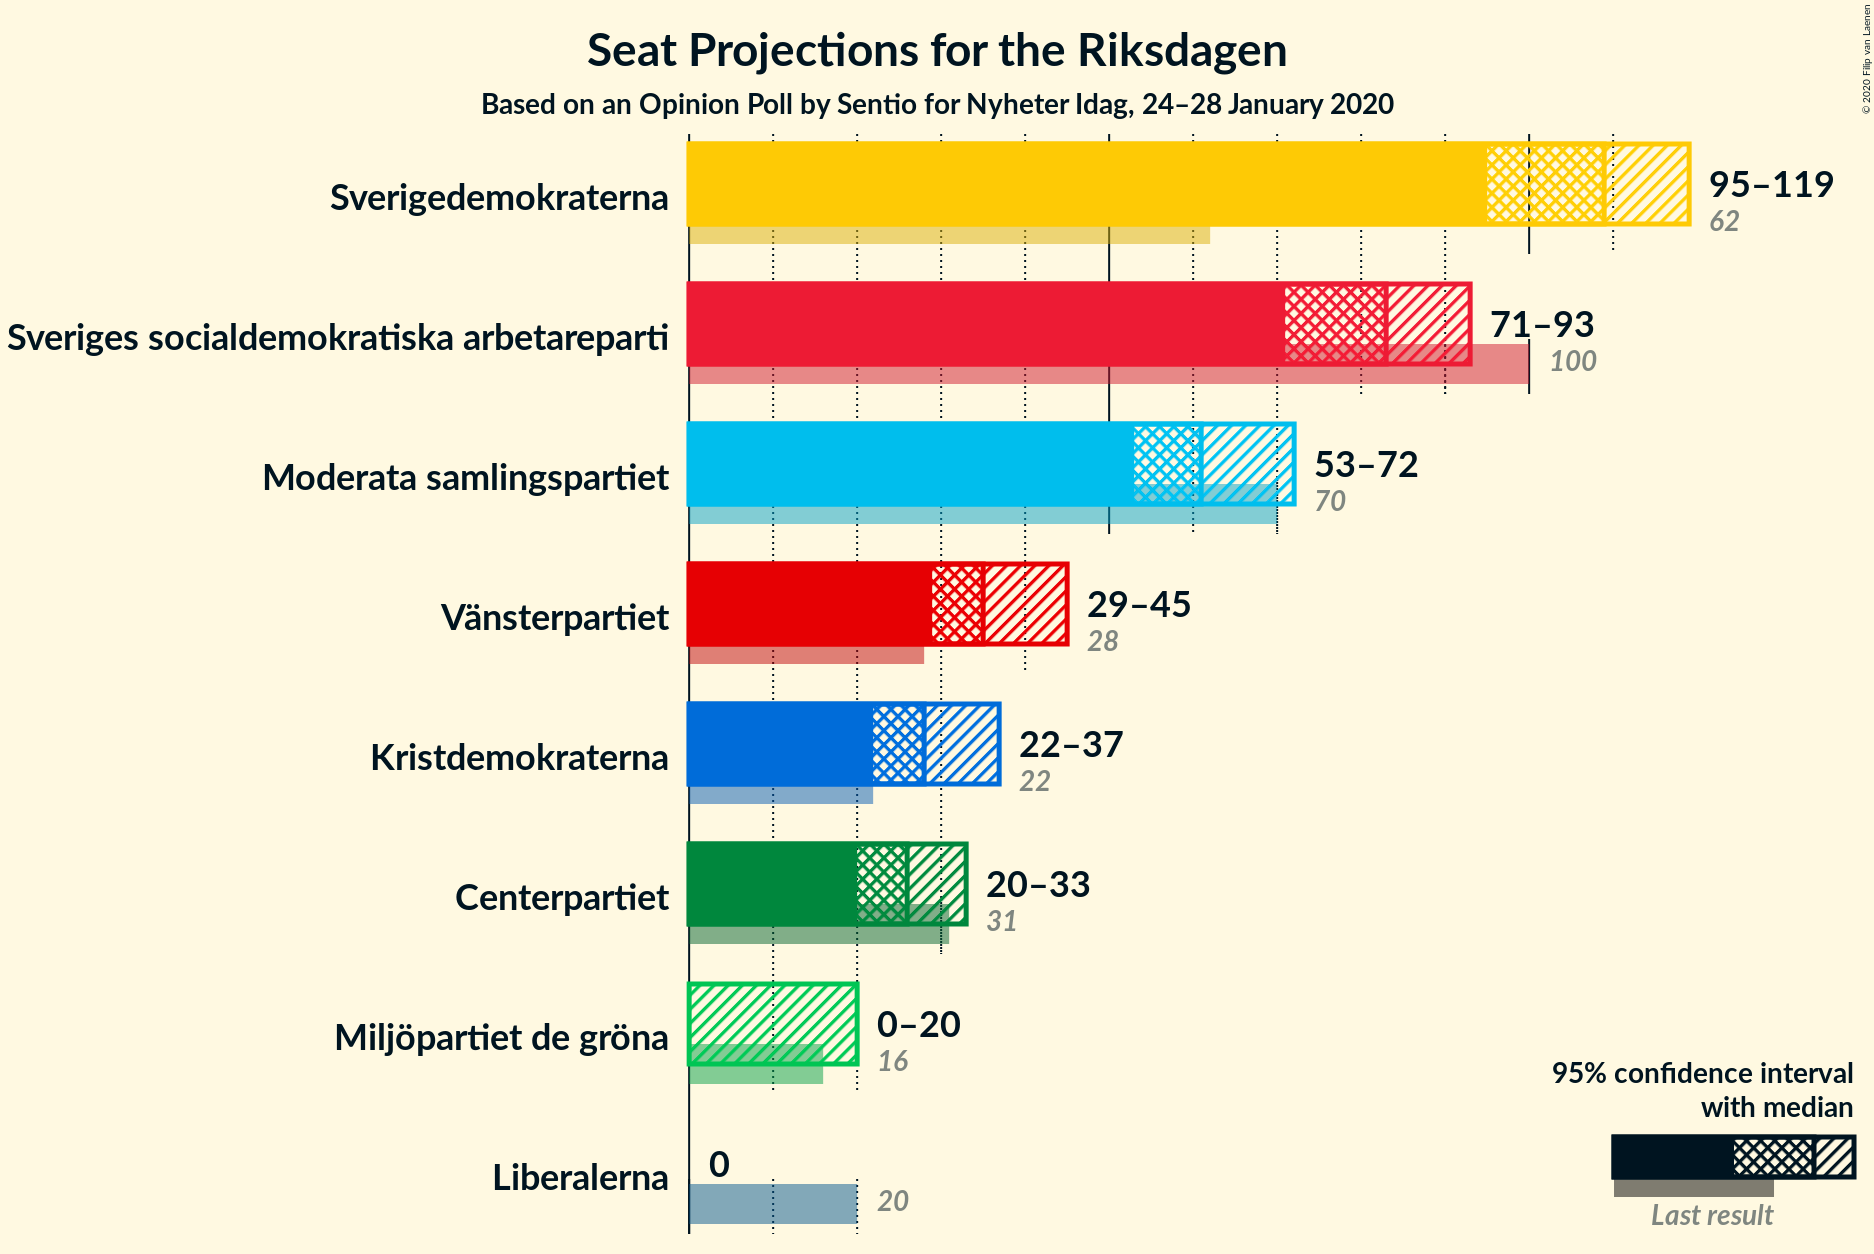 Seat Projections for the Riksdagen
Based on an Opinion Poll by Sentio for Nyheter Idag, 24–28 January 2020
© 2020 Filip van Laenen
Sverigedemokraterna
95–119
62
Sveriges socialdemokratiska arbetareparti
71–93
100
Moderata samlingspartiet
53–72
70
Vänsterpartiet
29–45
28
Kristdemokraterna
22–37
22
Centerpartiet
20–33
31
Miljöpartiet de gröna
0–20
16
Liberalerna
0
20
95% confidence interval
with median
Last result